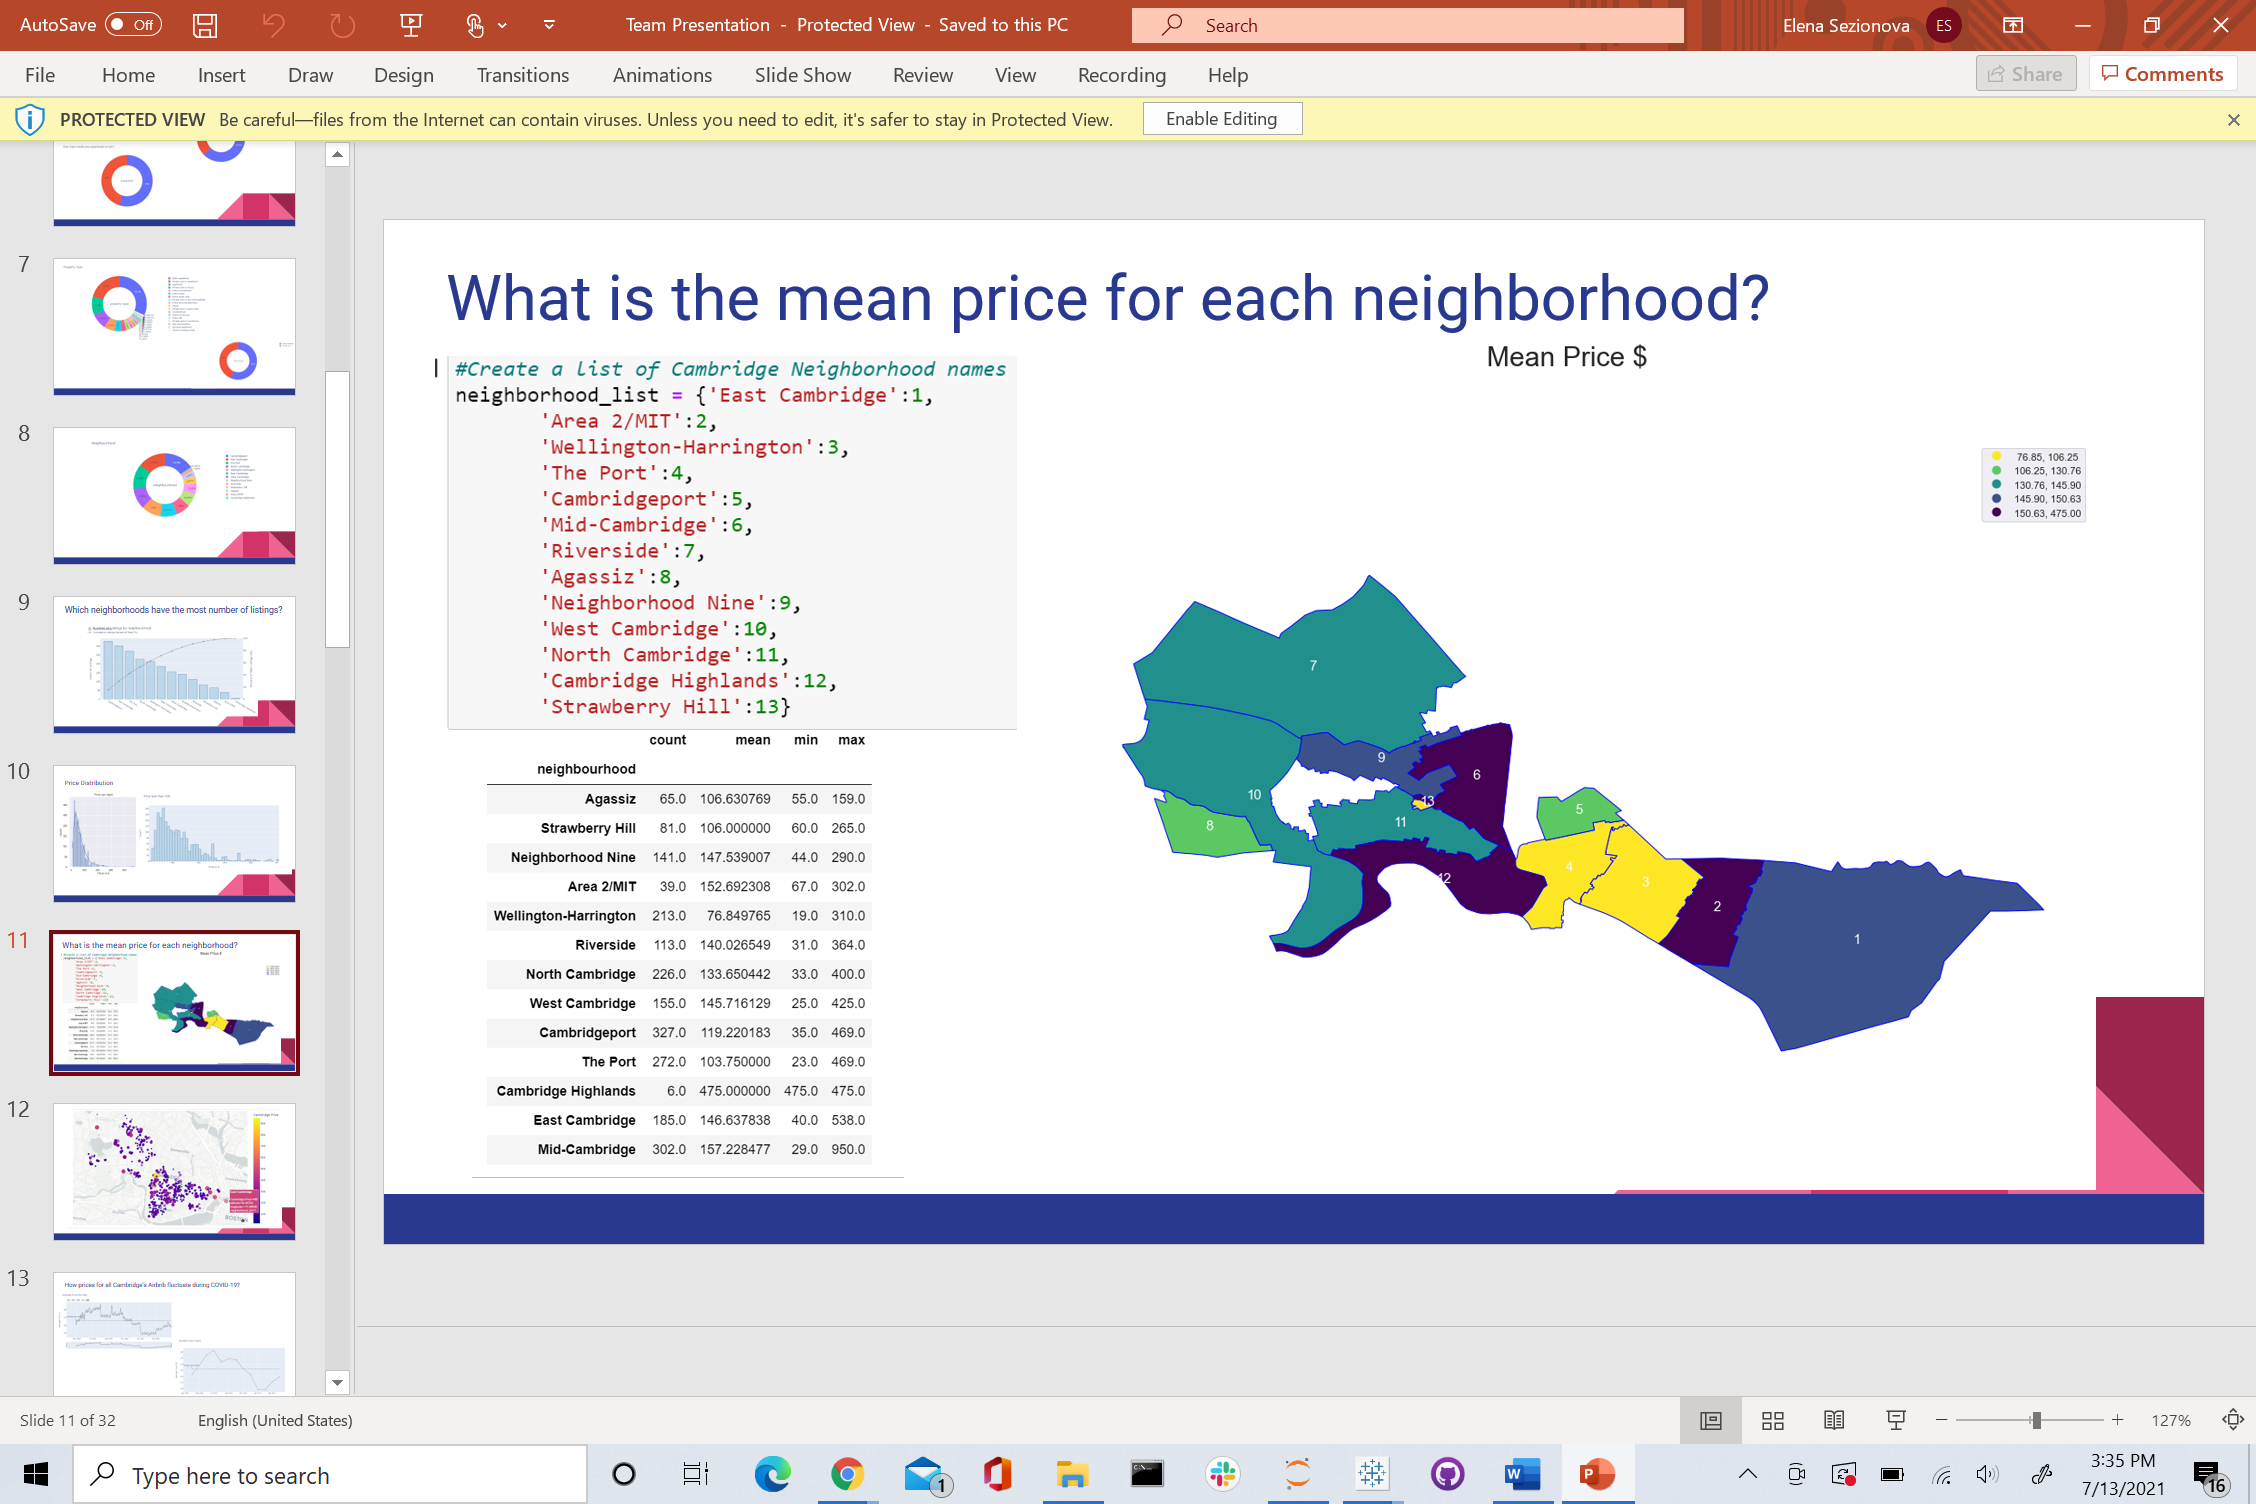 AutoSave Off
Team Presentation - Protected View - Saved to this PC
Search
Elena Sezionova ES
File Home Insert Draw Design Transitions Animations Slide Show Review View Recording Help
Share Comments
PROTECTED VIEW Be careful—files from the Internet can contain viruses. Unless you need to edit, it's safer to stay in Protected View. Enable Editing
7
8
9
Which neighborhoods have the most number of listings?
10
Price Distribution
11
What is the mean price for each neighborhood?
12
13
How prices for all Cambridge's Airbnb fluctuate during COVID-19?
What is the mean price for each neighborhood?
#Create a list of Cambridge Neighborhood names
neighborhood_list = {'East Cambridge':1,
'Area 2/MIT':2,
'Wellington-Harrington':3,
'The Port':4,
'Cambridgeport':5,
'Mid-Cambridge':6,
'Riverside':7,
'Agassiz':8,
'Neighborhood Nine':9,
'West Cambridge':10,
'North Cambridge':11,
'Cambridge Highlands':12,
'Strawberry Hill':13}
count mean min max
neighbourhood
Agassiz 65.0 106.630769 55.0 159.0
Strawberry Hill 81.0 106.000000 60.0 265.0
Neighborhood Nine 141.0 147.539007 44.0 290.0
Area 2/MIT 39.0 152.692308 67.0 302.0
Wellington-Harrington 213.0 76.849765 19.0 310.0
Riverside 113.0 140.026549 31.0 364.0
North Cambridge 226.0 133.650442 33.0 400.0
West Cambridge 155.0 145.716129 25.0 425.0
Cambridgeport 327.0 119.220183 35.0 469.0
The Port 272.0 103.750000 23.0 469.0
Cambridge Highlands 6.0 475.000000 475.0 475.0
East Cambridge 185.0 146.637838 40.0 538.0
Mid-Cambridge 302.0 157.228477 29.0 950.0
Mean Price $
76.85, 106.25
106.25, 130.76
130.76, 145.90
145.90, 150.63
150.63, 475.00
7
9
6
10
13
5
8
11
4
12
3
2
1
Slide 11 of 32 English (United States)
127%
Type here to search
1
3:35 PM
7/13/2021
16